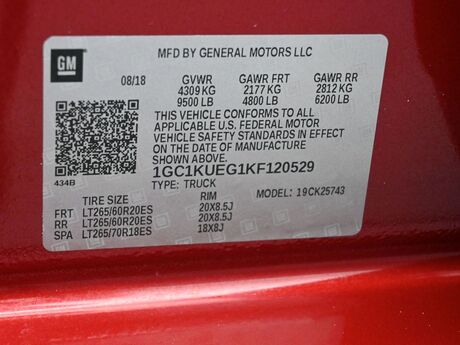 GM
MFD BY GENERAL MOTORS LLC
08/18 GVWR GAWR FRT GAWR RR
4309 KG 2177 KG 2812 KG
9500 LB 4800 LB 6200 LB
THIS VEHICLE CONFORMS TO ALL
APPLICABLE U.S. FEDERAL MOTOR
VEHICLE SAFETY STANDARDS IN EFFECT
ON THE DATE OF MANUFACTURE
SHOWN ABOVE.
434B
1GC1KUEG1KF120529
TYPE: TRUCK
TIRE SIZE RIM MODEL: 19CK25743
FRT LT265/60R20ES 20X8.5J
RR LT265/60R20ES 20X8.5J
SPA LT265/70R18ES 18X8J